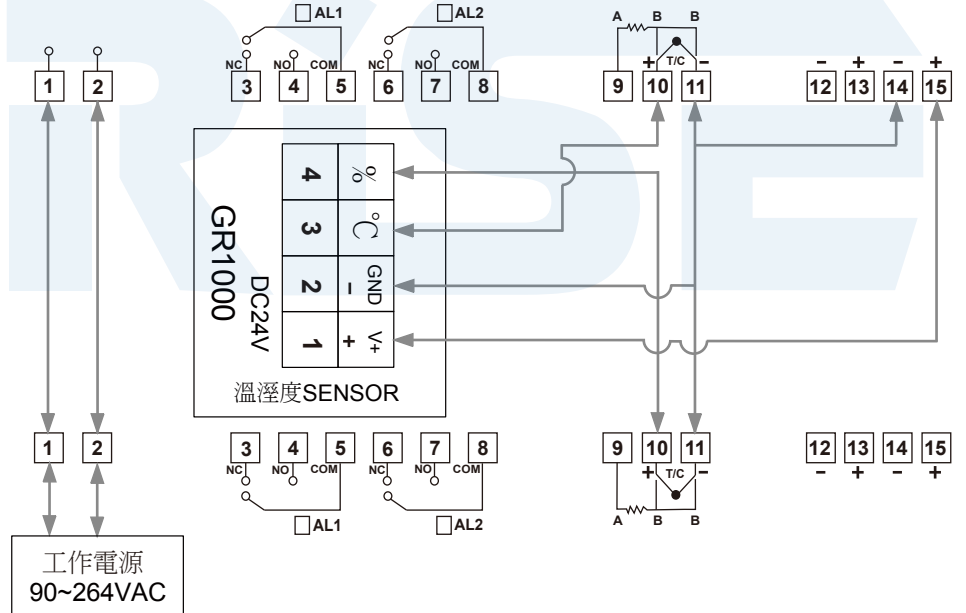 AL1
AL2
A B B
NC NO COM NC NO COM + T/C − − + − +
1 2 3 4 5 6 7 8 9 10 11 12 13 14 15
RiSE
4 %
3 °C
2 − GND
1 + V+
GR1000
DC24V
溫溼度SENSOR
1 2 3 4 5 6 7 8 9 10 11 12 13 14 15
NC NO COM NC NO COM + T/C − − + − +
A B B
AL1
AL2
工作電源
90~264VAC